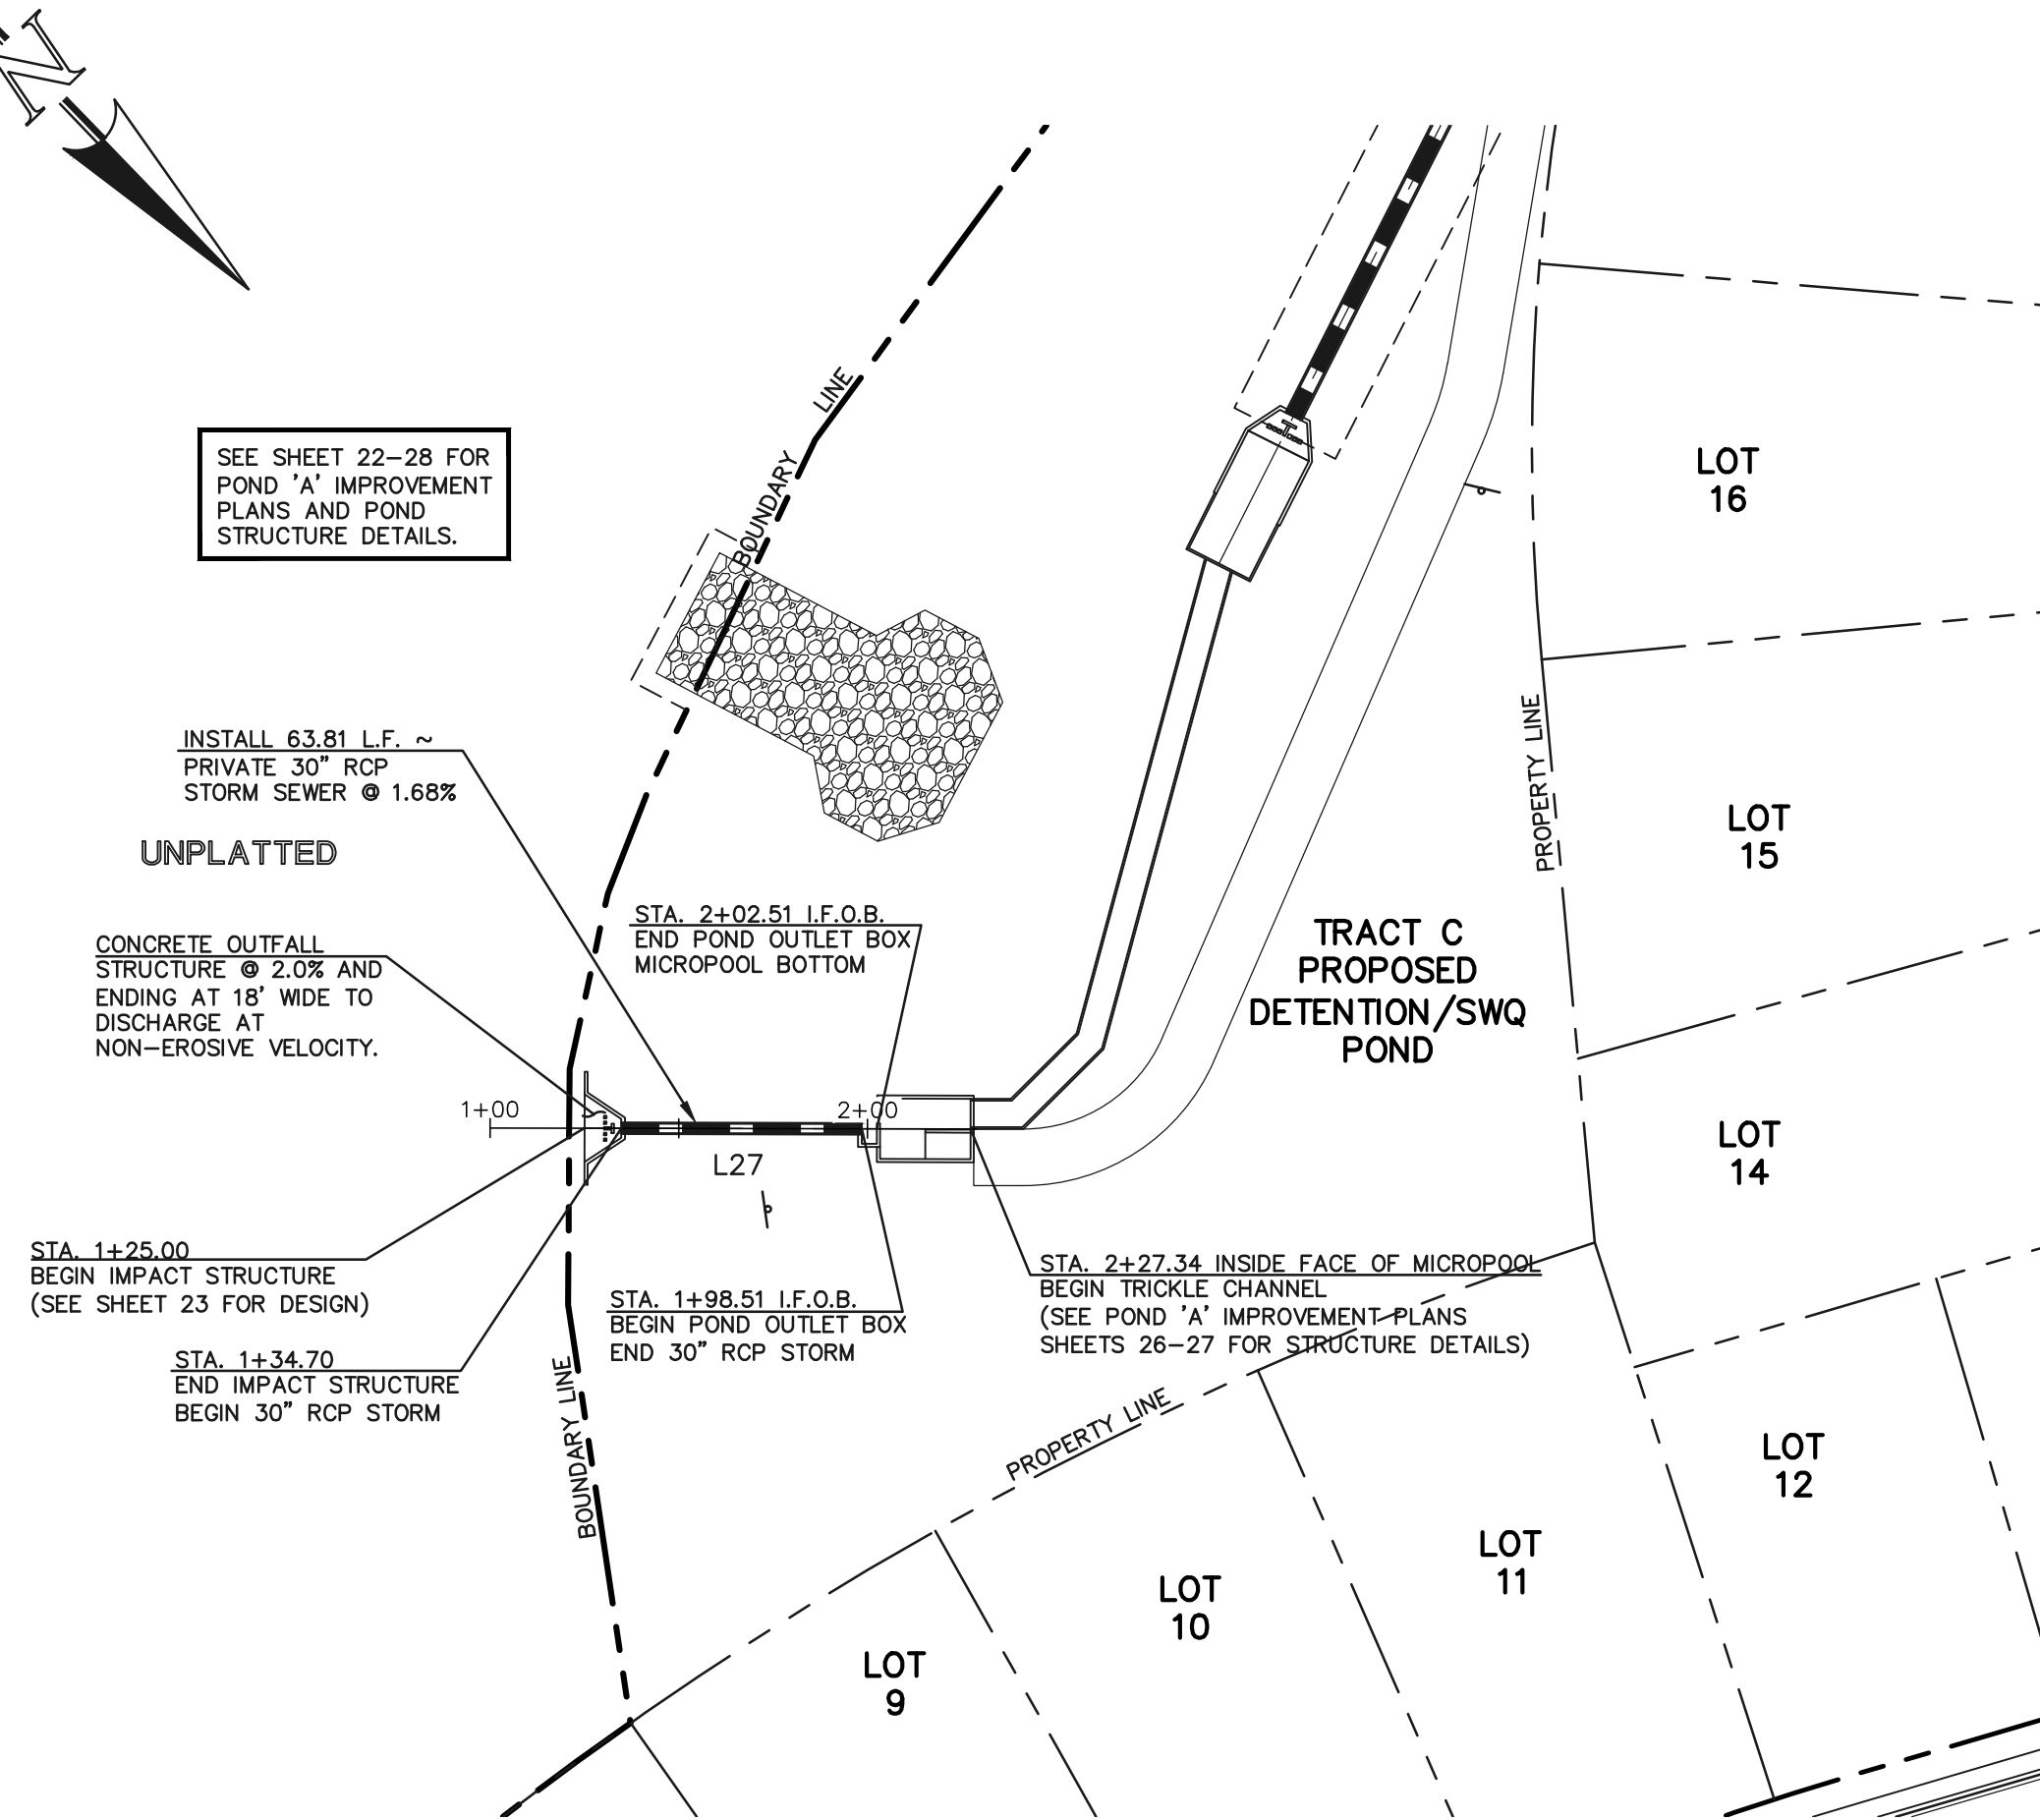 N
SEE SHEET 22-28 FOR
POND 'A' IMPROVEMENT
PLANS AND POND
STRUCTURE DETAILS.
BOUNDARY LINE
LOT
16
INSTALL 63.81 L.F. ~
PRIVATE 30" RCP
STORM SEWER @ 1.68%
UNPLATTED
PROPERTY LINE
LOT
15
CONCRETE OUTFALL
STRUCTURE @ 2.0% AND
ENDING AT 18' WIDE TO
DISCHARGE AT
NON-EROSIVE VELOCITY.
STA. 2+02.51 I.F.O.B.
END POND OUTLET BOX
MICROPOOL BOTTOM
TRACT C
PROPOSED
DETENTION/SWQ
POND
1+00
2+00
L27
LOT
14
STA. 1+25.00
BEGIN IMPACT STRUCTURE
(SEE SHEET 23 FOR DESIGN)
STA. 1+34.70
END IMPACT STRUCTURE
BEGIN 30" RCP STORM
STA. 1+98.51 I.F.O.B.
BEGIN POND OUTLET BOX
END 30" RCP STORM
STA. 2+27.34 INSIDE FACE OF MICROPOOL
BEGIN TRICKLE CHANNEL
(SEE POND 'A' IMPROVEMENT PLANS
SHEETS 26-27 FOR STRUCTURE DETAILS)
BOUNDARY LINE
PROPERTY LINE
LOT
12
LOT
11
LOT
10
LOT
9